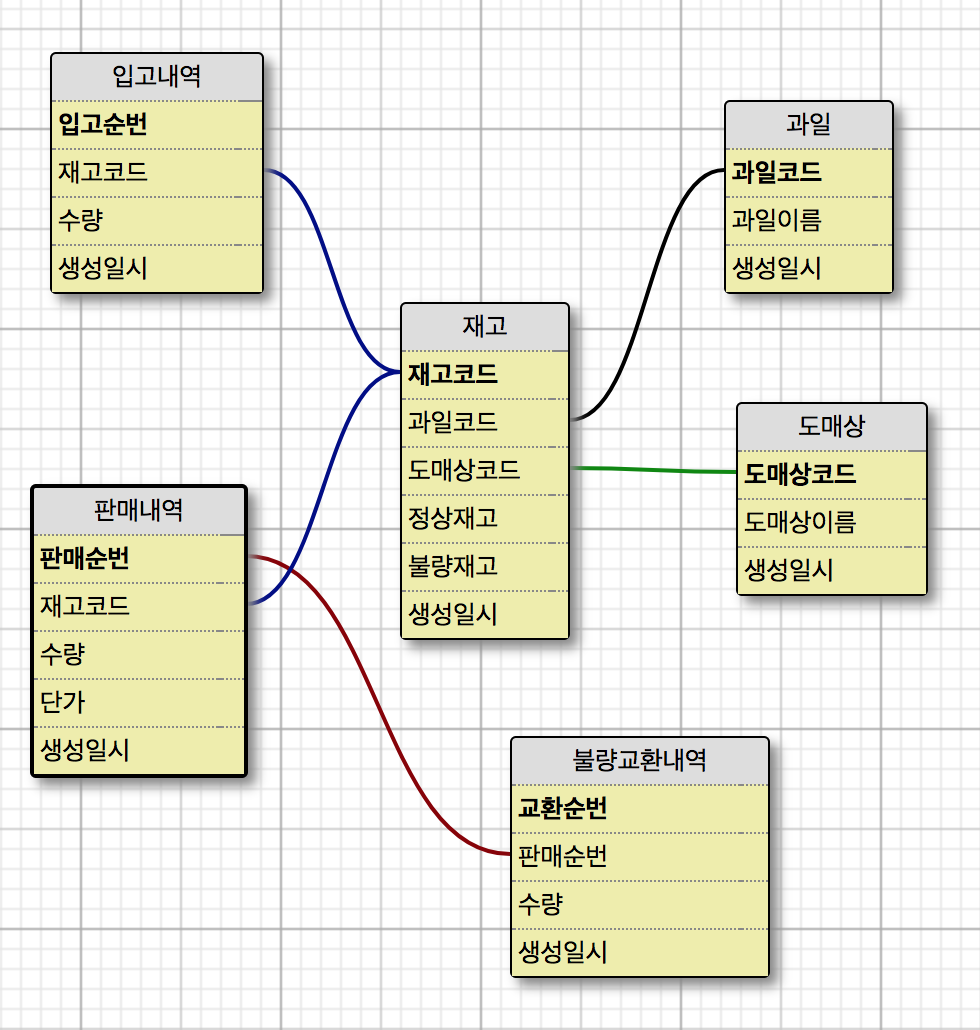 입고내역
입고순번
재고코드
수량
생성일시
과일
과일코드
과일이름
생성일시
재고
재고코드
과일코드
도매상코드
정상재고
불량재고
생성일시
도매상
도매상코드
도매상이름
생성일시
판매내역
판매순번
재고코드
수량
단가
생성일시
불량교환내역
교환순번
판매순번
수량
생성일시